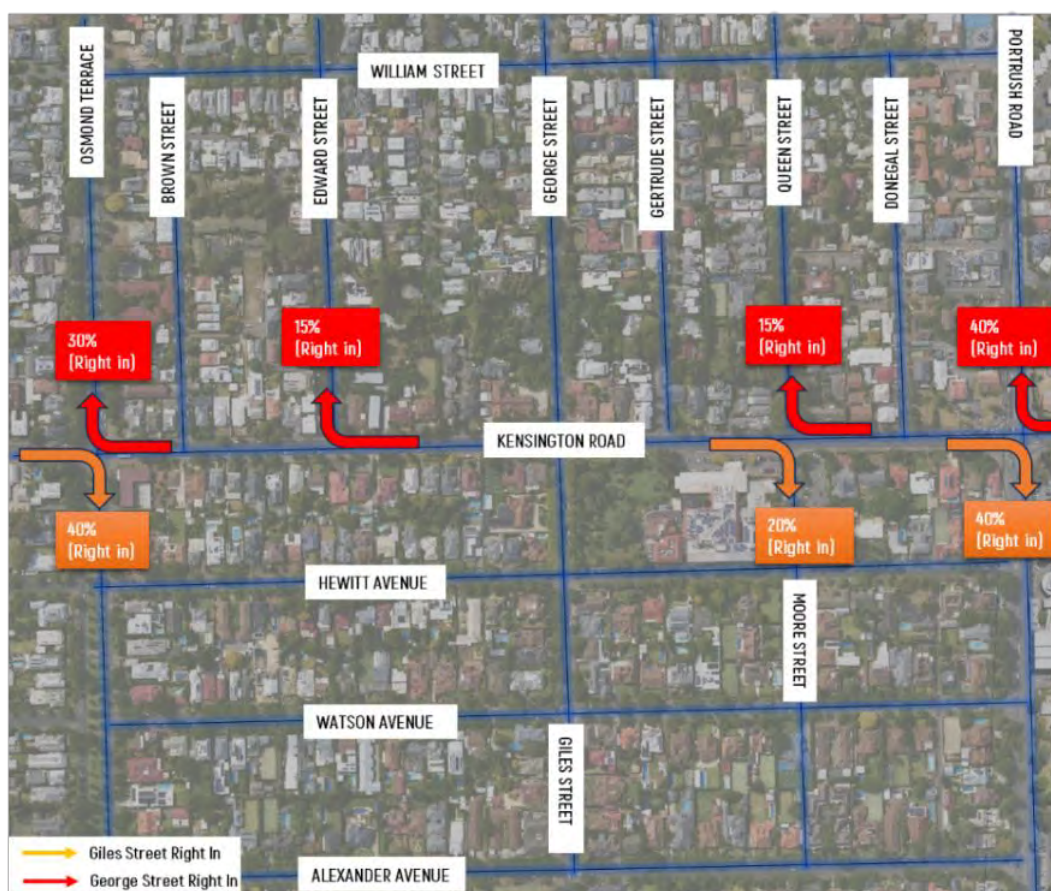 WILLIAM STREET
OSMOND TERRACE
BROWN STREET
EDWARD STREET
GEORGE STREET
GERTRUDE STREET
QUEEN STREET
DONEGAL STREET
PORTRUSH ROAD
30%
(Right in)
15%
(Right in)
15%
(Right in)
40%
(Right in)
KENSINGTON ROAD
40%
(Right in)
20%
(Right in)
40%
(Right in)
HEWITT AVENUE
MOORE STREET
WATSON AVENUE
GILES STREET
Giles Street Right In
George Street Right In
ALEXANDER AVENUE